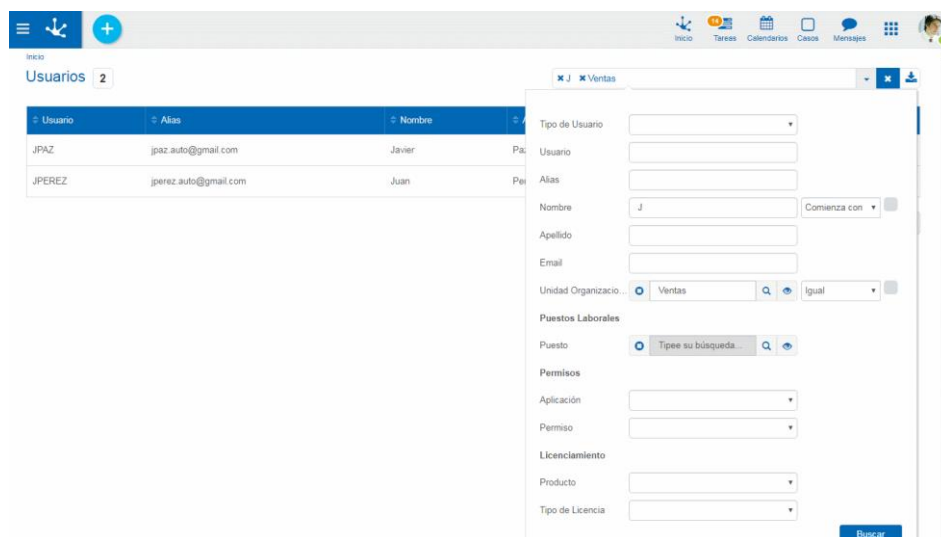 Inicio Tareas Calendarios Casos Mensajes
14
Inicio
Usuarios 2
J Ventas
Usuario Alias Nombre
JPAZ jpaz.auto@gmail.com Javier
JPEREZ jperez.auto@gmail.com Juan
Tipo de Usuario
Usuario
Alias
Nombre J Comienza con
Apellido
Email
Unidad Organizacio... Ventas Igual
Puestos Laborales
Puesto Tipee su búsqueda...
Permisos
Aplicación
Permiso
Licenciamiento
Producto
Tipo de Licencia
Buscar